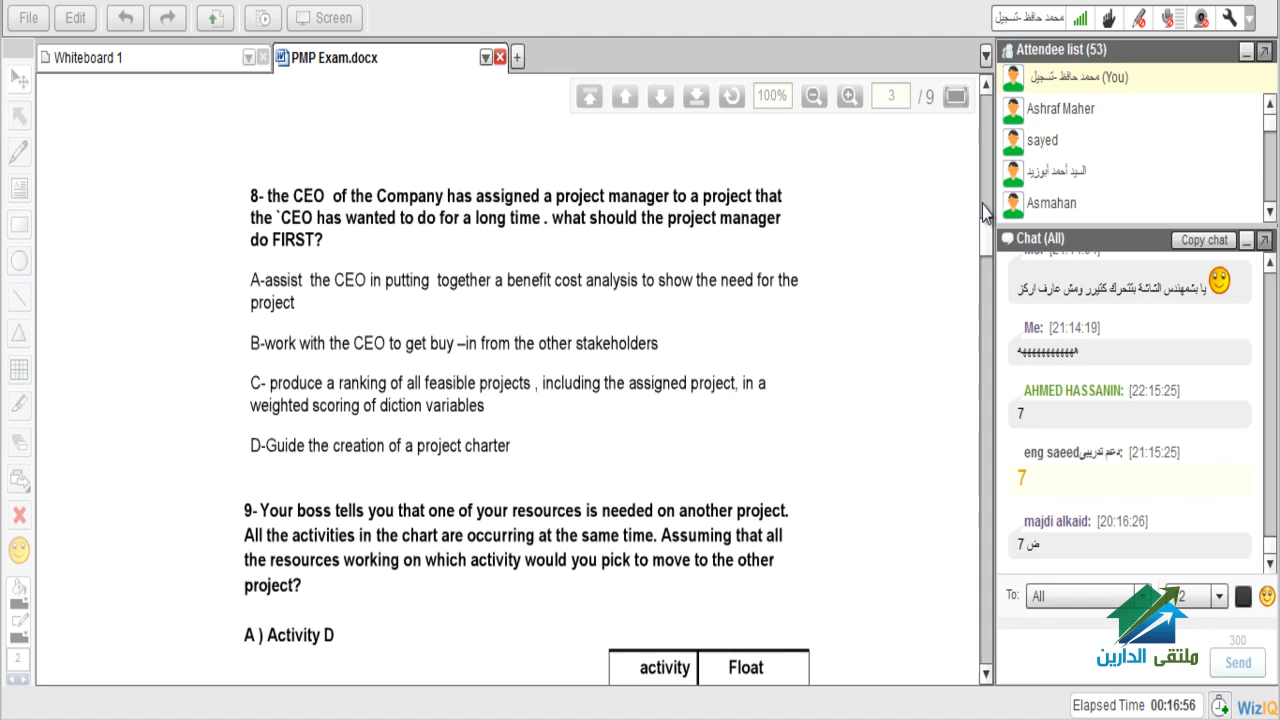 File
Edit
Screen
محمد حافظ -تسجيل
Whiteboard 1
PMP Exam.docx
+
100%
3
/ 9
8- the CEO of the Company has assigned a project manager to a project that
the `CEO has wanted to do for a long time . what should the project manager
do FIRST?
A-assist the CEO in putting together a benefit cost analysis to show the need for the
project
B-work with the CEO to get buy –in from the other stakeholders
C- produce a ranking of all feasible projects , including the assigned project, in a
weighted scoring of diction variables
D-Guide the creation of a project charter
9- Your boss tells you that one of your resources is needed on another project.
All the activities in the chart are occurring at the same time. Assuming that all
the resources working on which activity would you pick to move to the other
project?
A ) Activity D
activity
Float
2
Attendee list (53)
محمد حافظ -تسجيل (You)
Ashraf Maher
sayed
السيد أحمد أبوزيد
Asmahan
Chat (All)
Copy chat
يا بشمهندس الشاشة بتتحرك كتيرر ومش عارف اركز
Me: [21:14:19]
هههههههههههه
AHMED HASSANIN: [22:15:25]
7
eng saeedدعم تدريبى: [21:15:25]
7
majdi alkaid: [20:16:26]
ض 7
To:
All
2
ملتقى الدارين
300
Send
Elapsed Time 00:16:56
WizIQ